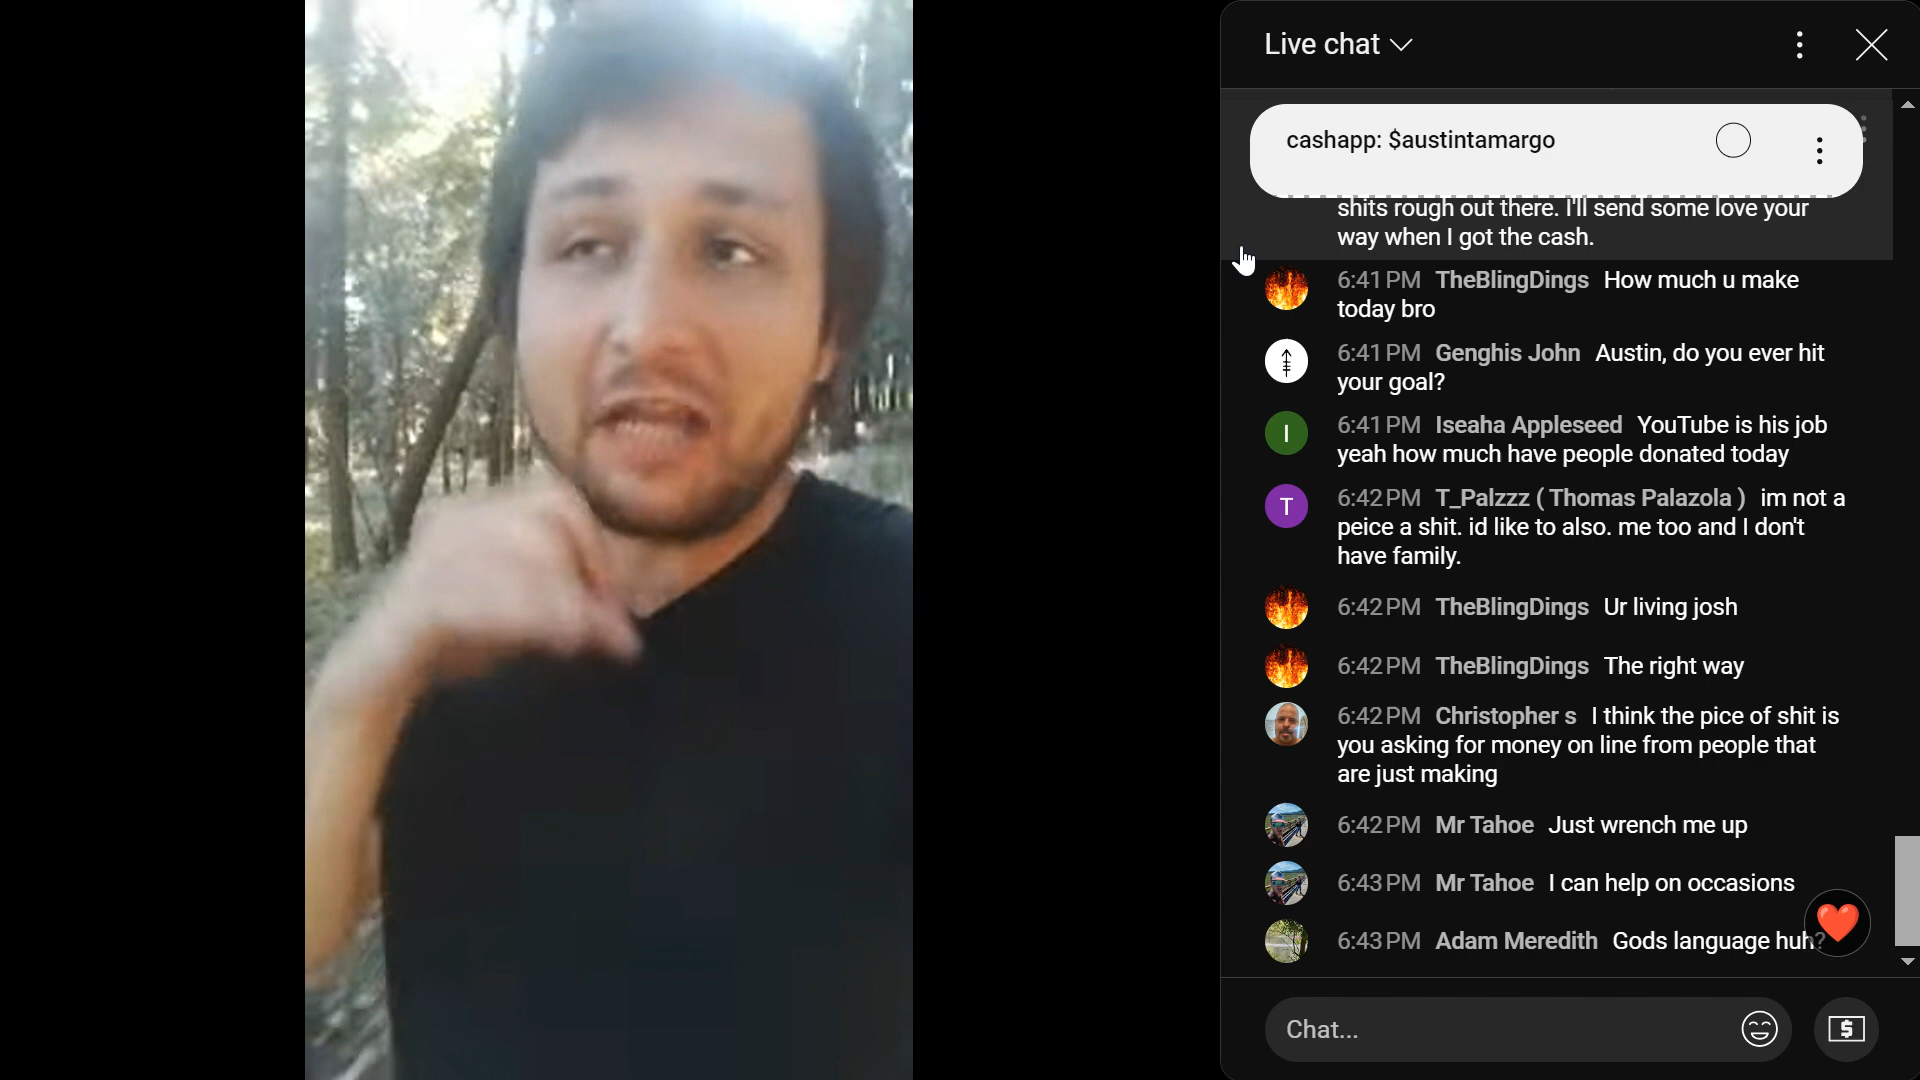 Live chat
cashapp: $austintamargo
shits rough out there. I'll send some love your
way when I got the cash.
6:41 PM TheBlingDings How much u make
today bro
6:41 PM Genghis John Austin, do you ever hit
your goal?
I
6:41 PM Iseaha Appleseed YouTube is his job
yeah how much have people donated today
T
6:42 PM T_Palzzz ( Thomas Palazola ) im not a
peice a shit. id like to also. me too and I don't
have family.
6:42 PM TheBlingDings Ur living josh
6:42 PM TheBlingDings The right way
6:42 PM Christopher s I think the pice of shit is
you asking for money on line from people that
are just making
6:42 PM Mr Tahoe Just wrench me up
6:43 PM Mr Tahoe I can help on occasions
6:43 PM Adam Meredith Gods language huh?
Chat...
$